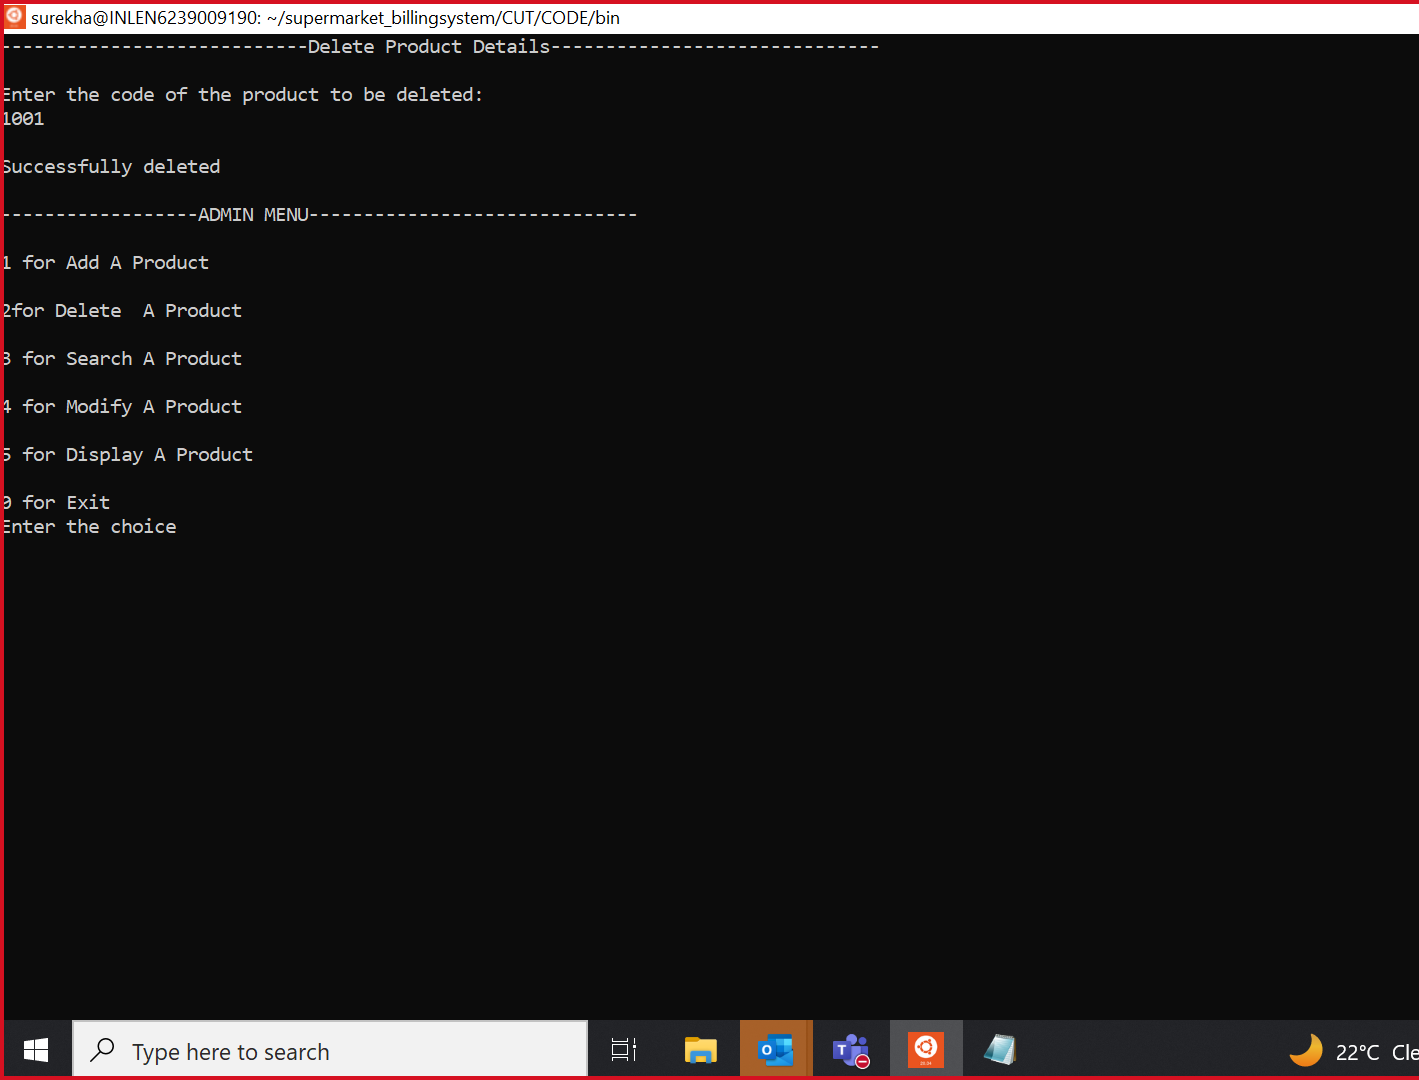 surekha@INLEN6239009190: ~/supermarket_billingsystem/CUT/CODE/bin
----------------------------Delete Product Details------------------------------
Enter the code of the product to be deleted:
1001
Successfully deleted
------------------ADMIN MENU------------------------------
1 for Add A Product
2for Delete  A Product
3 for Search A Product
4 for Modify A Product
5 for Display A Product
0 for Exit
Enter the choice
Type here to search
22°C Cle